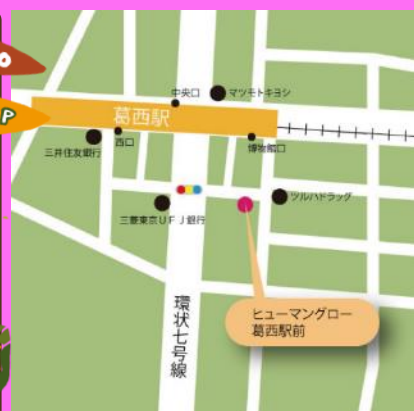 中央口
マツモトキヨシ
葛西駅
三井住友銀行
西口
博物館口
三菱東京UFJ銀行
ツルハドラッグ
環状七号線
ヒューマングロー
葛西駅前
P